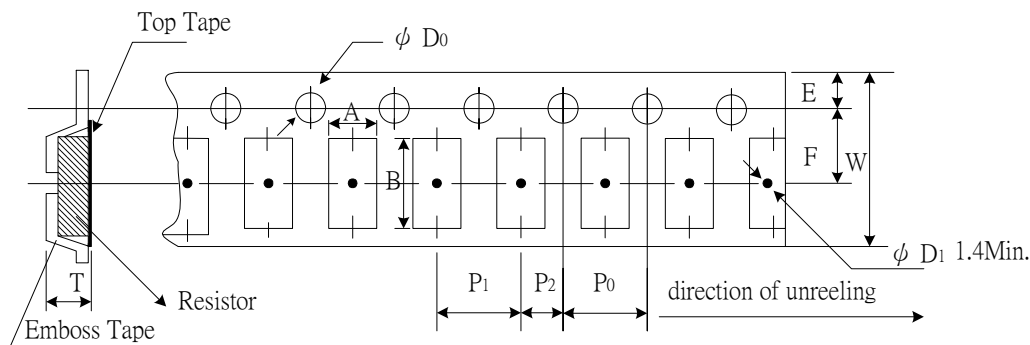 Top Tape
φ D0
A
E
B
F
W
T
Resistor
Emboss Tape
P1
P2
P0
φ D1 1.4Min.
direction of unreeling